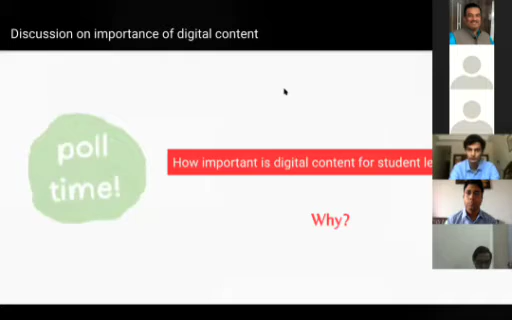 Discussion on importance of digital content
poll
time!
How important is digital content for student le
Why?